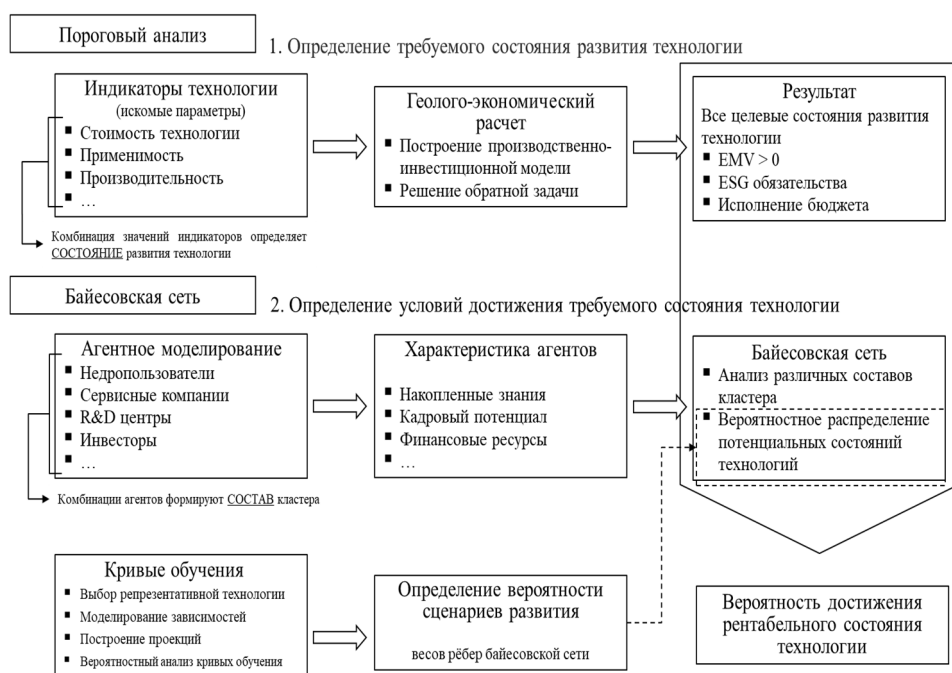 Пороговый анализ
1. Определение требуемого состояния развития технологии
Индикаторы технологии
(искомые параметры)
▪ Стоимость технологии
▪ Применимость
▪ Производительность
▪ …
Комбинация значений индикаторов определяет
СОСТОЯНИЕ развития технологии
Геолого-экономический
расчет
▪ Построение производственно-
инвестиционной модели
▪ Решение обратной задачи
Результат
Все целевые состояния развития
технологии
▪ EMV > 0
▪ ESG обязательства
▪ Исполнение бюджета
Байесовская сеть
2. Определение условий достижения требуемого состояния технологии
Агентное моделирование
▪ Недропользователи
▪ Сервисные компании
▪ R&D центры
▪ Инвесторы
▪ …
Комбинации агентов формируют СОСТАВ кластера
Характеристика агентов
▪ Накопленные знания
▪ Кадровый потенциал
▪ Финансовые ресурсы
▪ …
Байесовская сеть
▪ Анализ различных составов
кластера
▪ Вероятностное распределение
потенциальных состояний
технологий
Кривые обучения
▪ Выбор репрезентативной технологии
▪ Моделирование зависимостей
▪ Построение проекций
▪ Вероятностный анализ кривых обучения
Определение вероятности
сценариев развития
весов рёбер байесовской сети
Вероятность достижения
рентабельного состояния
технологии